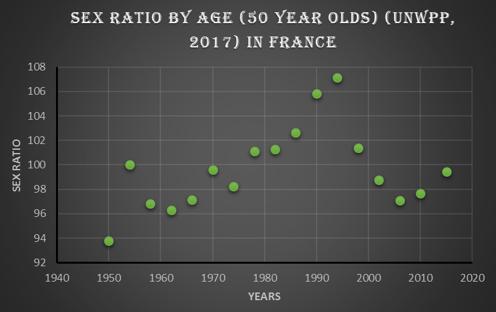 SEX RATIO BY AGE (50 YEAR OLDS) (UNWPP,
2017) IN FRANCE
108
106
104
102
100
98
96
94
92
SEX RATIO
1940 1950 1960 1970 1980 1990 2000 2010 2020
YEARS